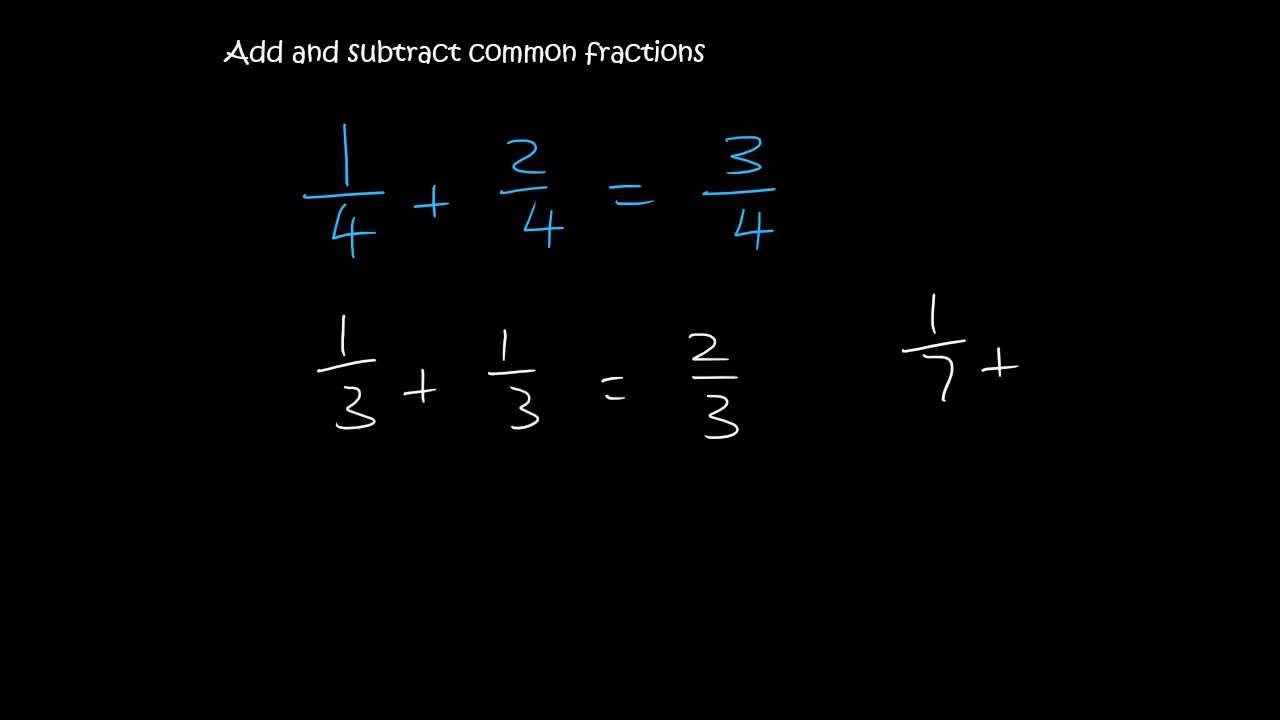 Add and subtract common fractions
1/4 + 2/4 = 3/4
1/3 + 1/3 = 2/3 1/7 +